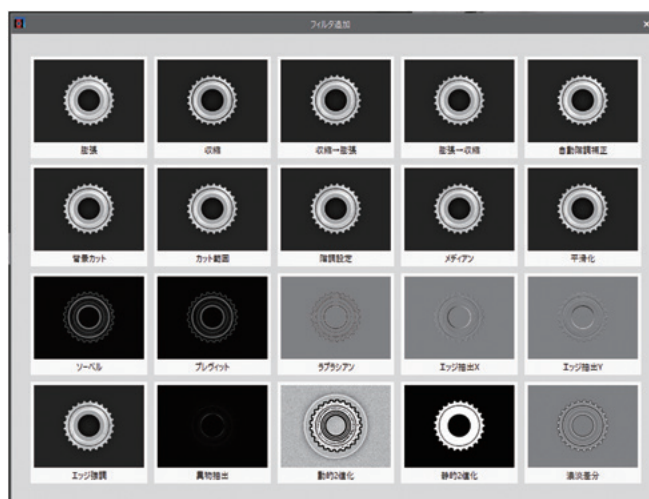 フィルタ追加
膨張
収縮
収縮→膨張
膨張→収縮
自動階調補正
背景カット
カット範囲
階調設定
メディアン
平滑化
ソーベル
プレヴィット
ラプラシアン
エッジ抽出X
エッジ抽出Y
エッジ強調
異物抽出
動的2値化
静的2値化
濃淡差分